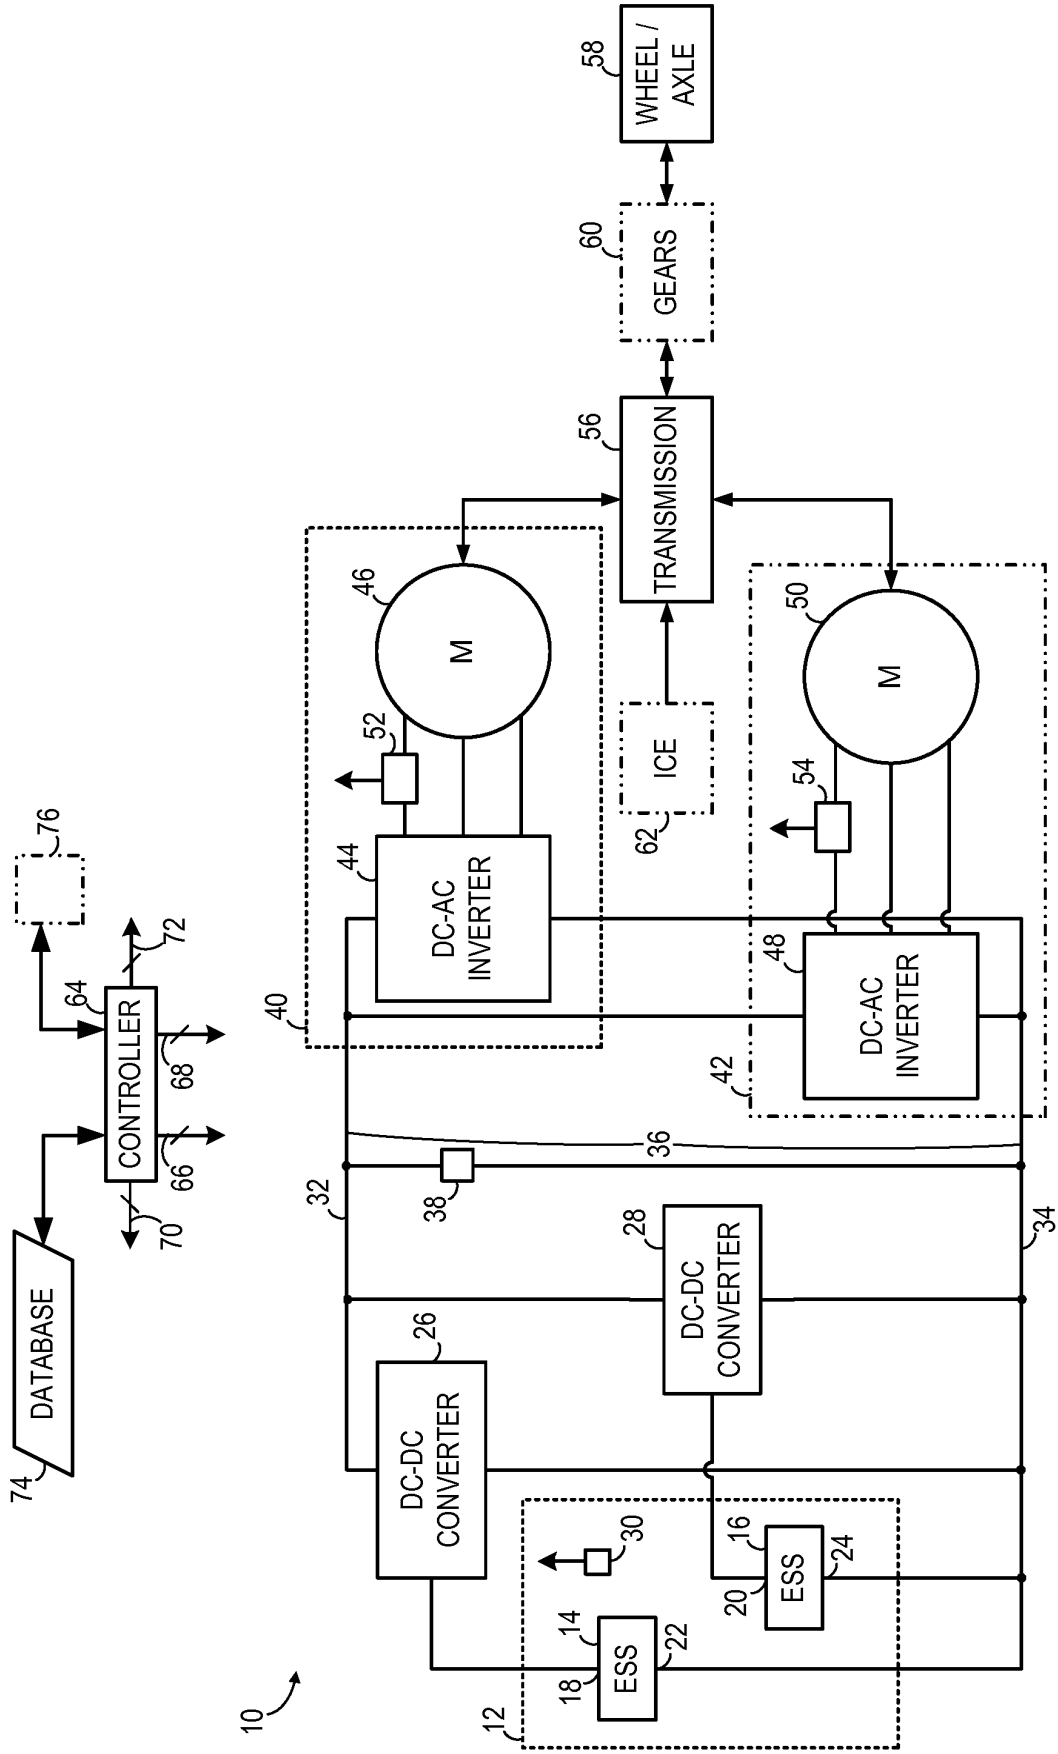 10
74
DATABASE
70
66
68
72
CONTROLLER
64
76
12
14
18
ESS
22
30
16
20
ESS
24
26
DC-DC
CONVERTER
28
DC-DC
CONVERTER
32
34
36
38
40
44
DC-AC
INVERTER
52
46
M
42
48
DC-AC
INVERTER
54
50
M
62
ICE
56
TRANSMISSION
60
GEARS
58
WHEEL /
AXLE